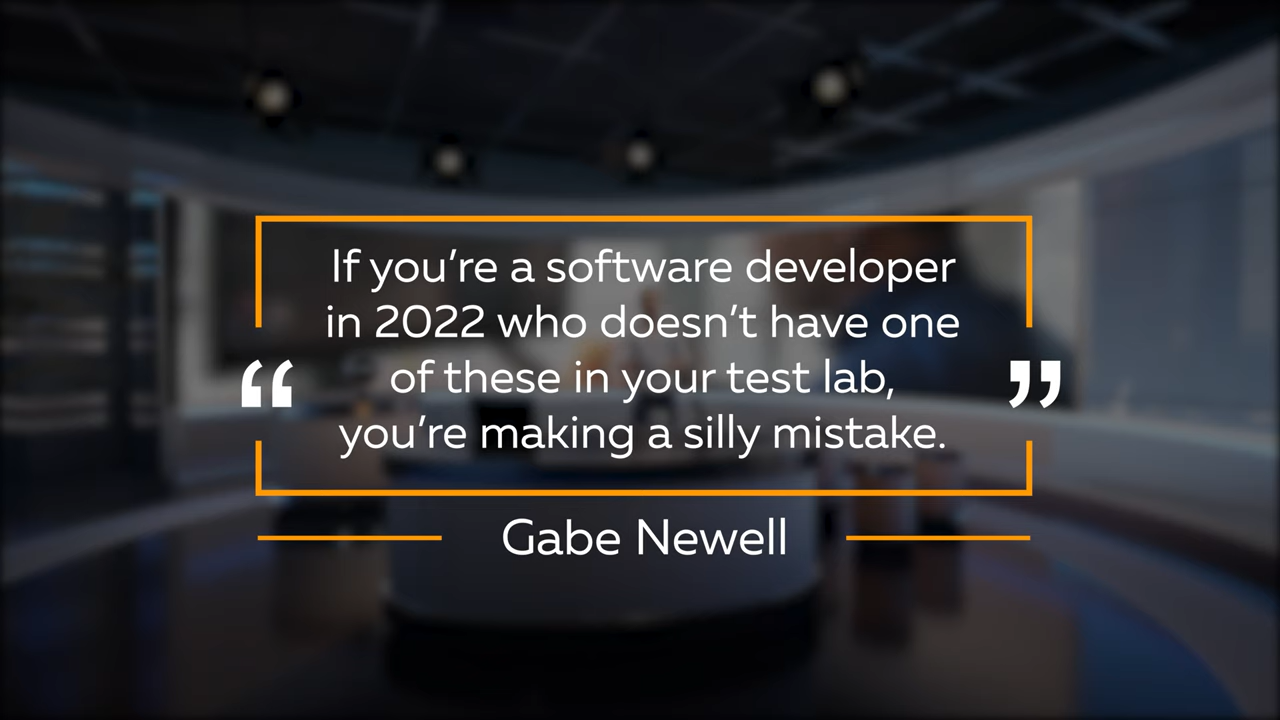 If you’re a software developer
in 2022 who doesn’t have one
“ of these in your test lab, ”
you’re making a silly mistake.
Gabe Newell